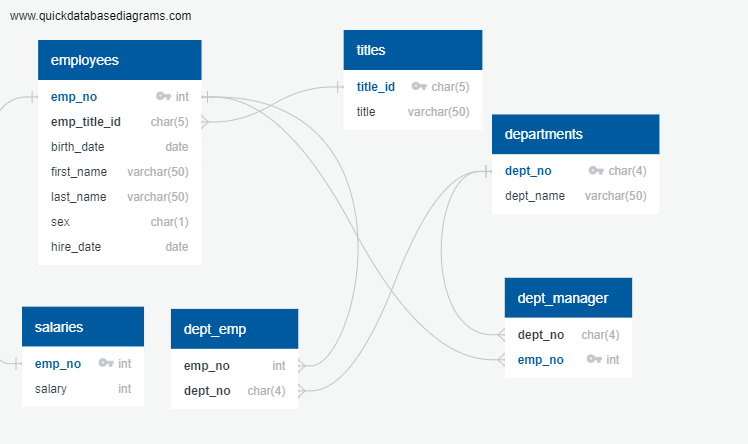 www.quickdatabasediagrams.com
employees
emp_no int
emp_title_id char(5)
birth_date date
first_name varchar(50)
last_name varchar(50)
sex char(1)
hire_date date
titles
title_id char(5)
title varchar(50)
departments
dept_no char(4)
dept_name varchar(50)
salaries
emp_no int
salary int
dept_emp
emp_no int
dept_no char(4)
dept_manager
dept_no char(4)
emp_no int